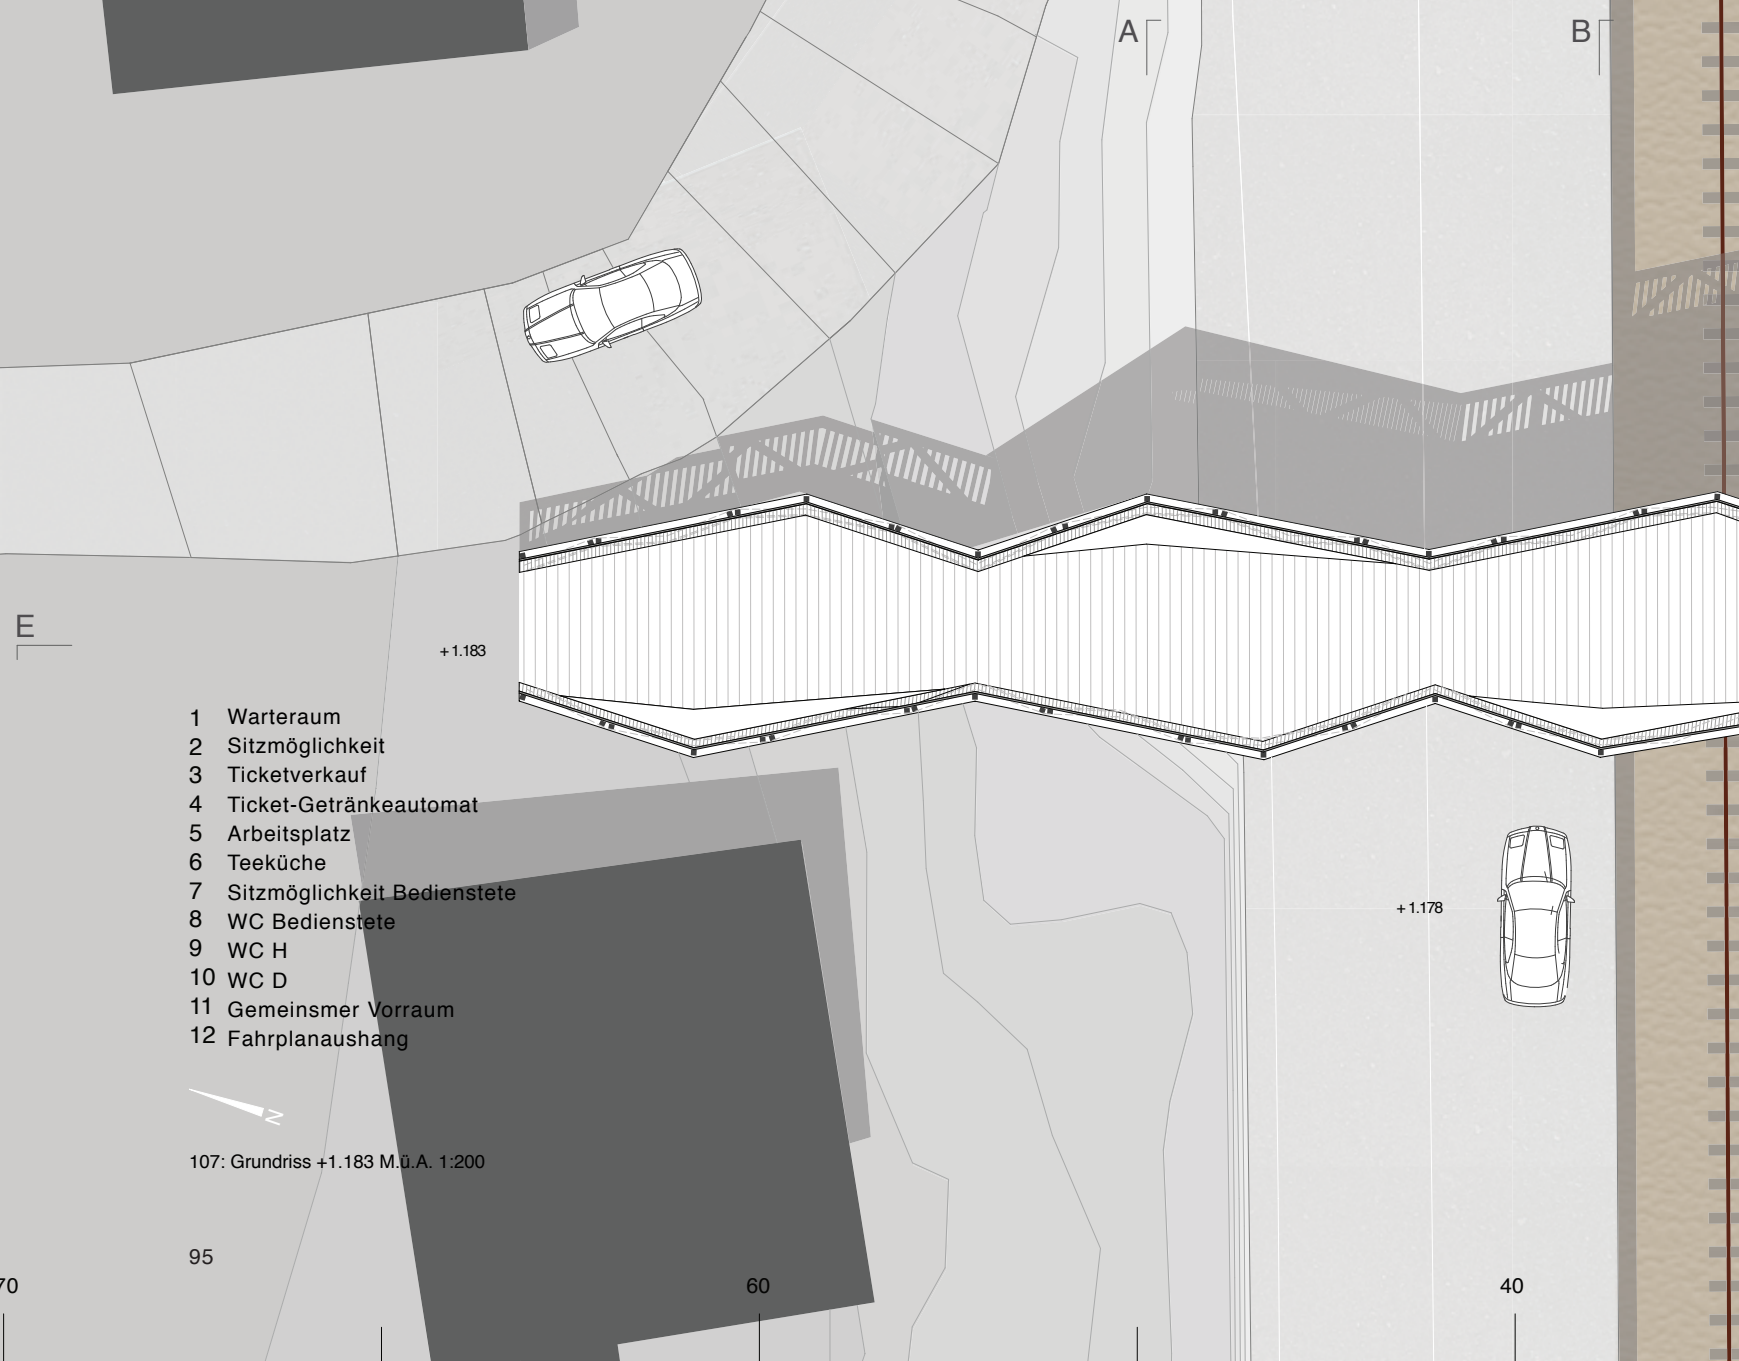 A
B
E
+ 1.183
1 Warteraum
2 Sitzmöglichkeit
3 Ticketverkauf
4 Ticket-Getränkeautomat
5 Arbeitsplatz
6 Teeküche
7 Sitzmöglichkeit Bedienstete
8 WC Bedienstete
9 WC H
10 WC D
11 Gemeinsmer Vorraum
12 Fahrplanaushang
+ 1.178
N
107: Grundriss +1.183 M.ü.A. 1:200
95
70
60
40